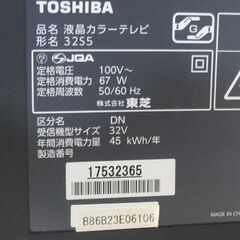 TOSHIBA
品名 液晶カラーテレビ
形名 32S5
JQA
定格電圧： 100V～
定格消費電力： 67 W
定格周波数： 50/60 Hz
株式会社 東芝
区分名： DN
受信機型サイズ： 32V
年間消費電力量： 45 kWh/年
製造番号：
17532365
B86B23E06106
MADE IN CH